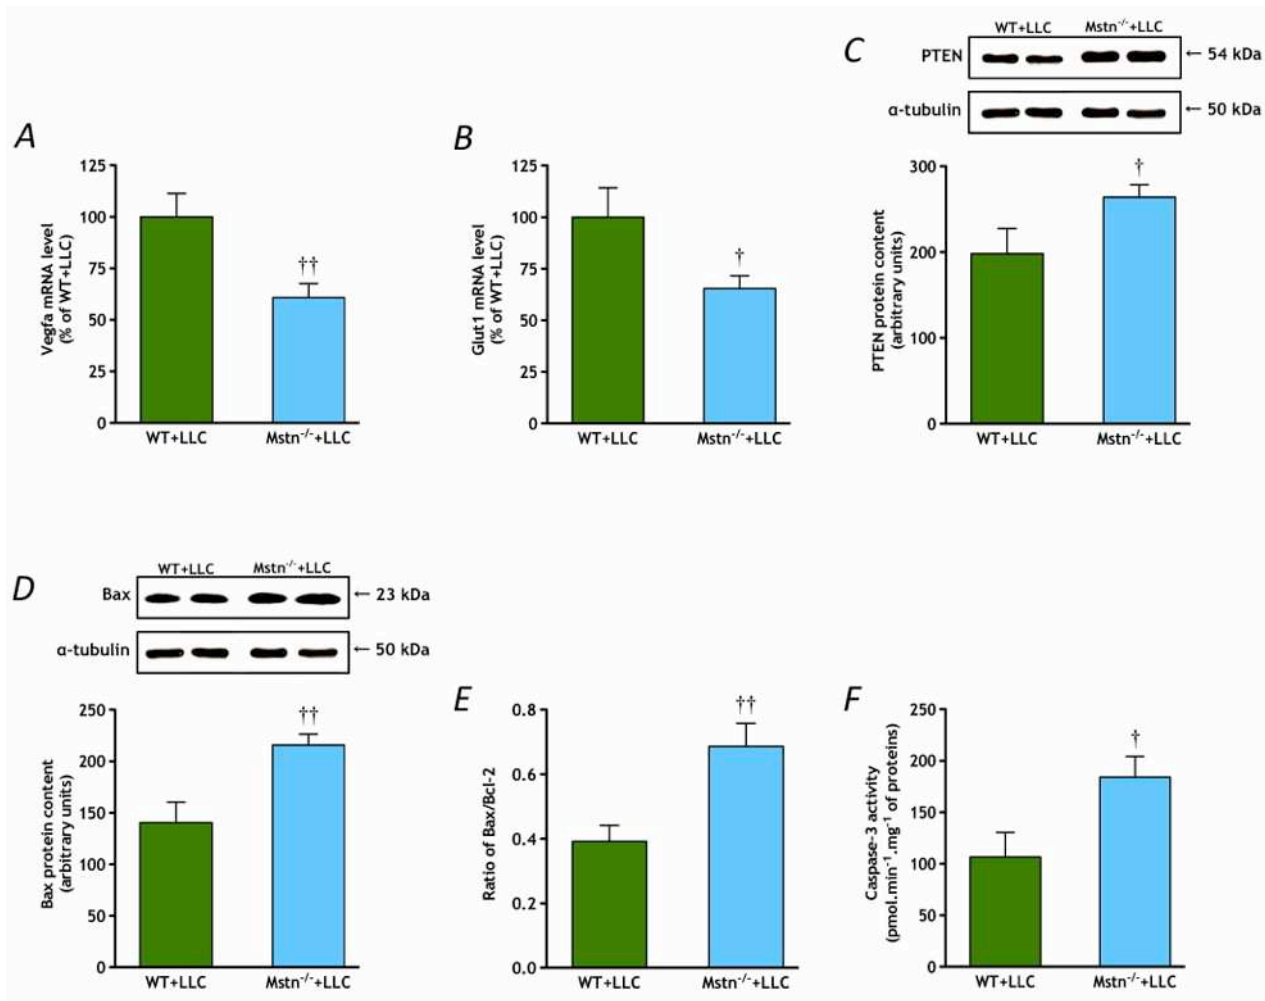 A
125
100
75
50
25
0
Vegfa mRNA level
(% of WT+LLC)
††
WT+LLC
Mstn⁻/⁻+LLC
B
125
100
75
50
25
0
Glut1 mRNA level
(% of WT+LLC)
†
WT+LLC
Mstn⁻/⁻+LLC
C
WT+LLC Mstn⁻/⁻+LLC
PTEN ← 54 kDa
α-tubulin ← 50 kDa
300
200
100
0
PTEN protein content
(arbitrary units)
†
WT+LLC
Mstn⁻/⁻+LLC
D
WT+LLC Mstn⁻/⁻+LLC
Bax ← 23 kDa
α-tubulin ← 50 kDa
250
200
150
100
50
0
Bax protein content
(arbitrary units)
††
WT+LLC
Mstn⁻/⁻+LLC
E
0.8
0.6
0.4
0.2
0.0
Ratio of Bax/Bcl-2
††
WT+LLC
Mstn⁻/⁻+LLC
F
250
200
150
100
50
0
Caspase-3 activity
(pmol.min⁻¹.mg⁻¹ of proteins)
†
WT+LLC
Mstn⁻/⁻+LLC